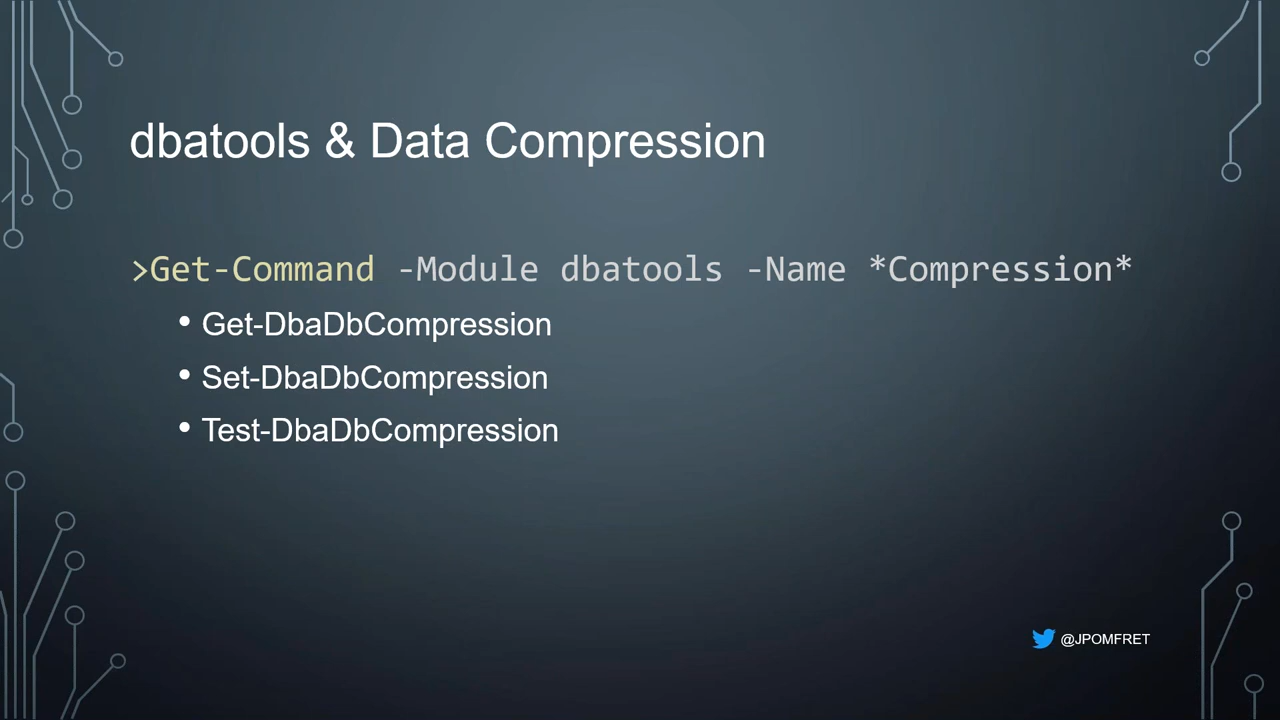 dbatools & Data Compression
>Get-Command -Module dbatools -Name *Compression*
• Get-DbaDbCompression
• Set-DbaDbCompression
• Test-DbaDbCompression
@JPOMFRET